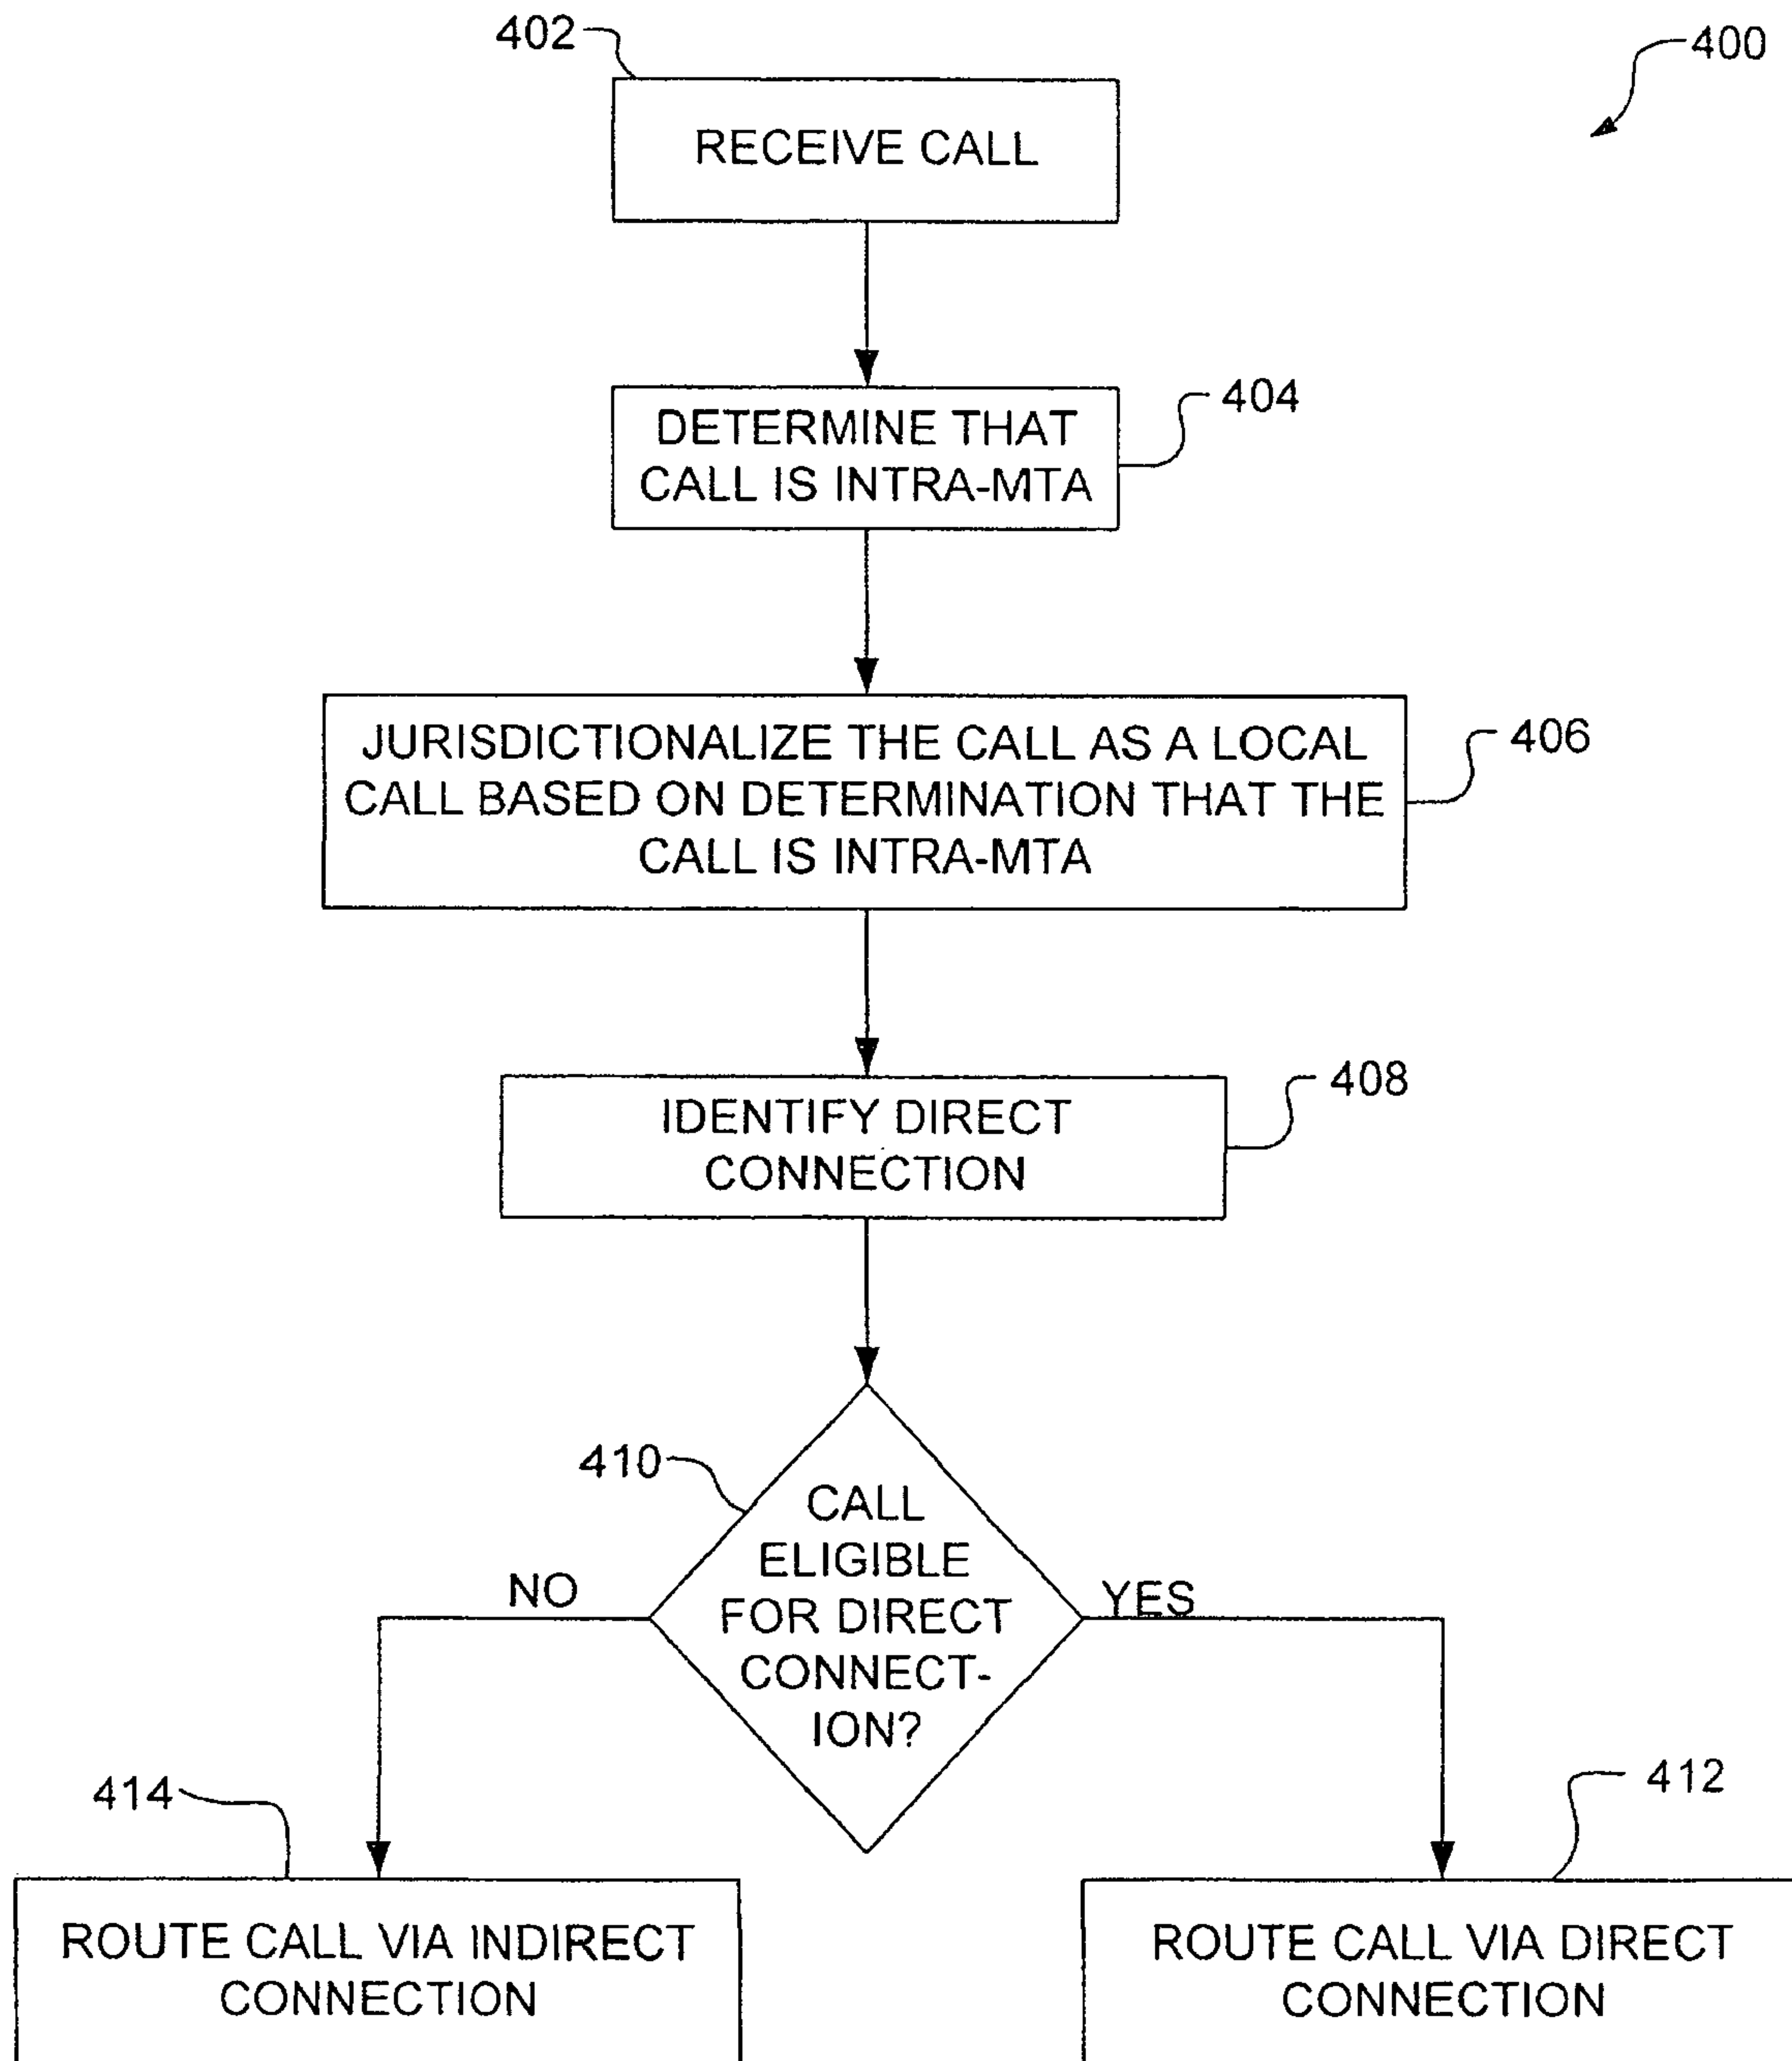 402
400
RECEIVE CALL
404
DETERMINE THAT
CALL IS INTRA-MTA
406
JURISDICTIONALIZE THE CALL AS A LOCAL
CALL BASED ON DETERMINATION THAT THE
CALL IS INTRA-MTA
408
IDENTIFY DIRECT
CONNECTION
410
CALL
ELIGIBLE
FOR DIRECT
CONNECT-
ION?
NO
YES
414
412
ROUTE CALL VIA INDIRECT
CONNECTION
ROUTE CALL VIA DIRECT
CONNECTION